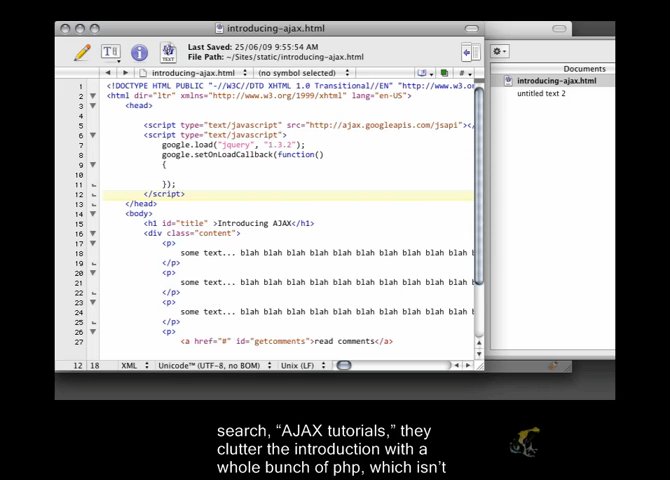 introducing-ajax.html
Last Saved: 25/06/09 9:55:54 AM
File Path: ~/Sites/static/introducing-ajax.html
TEXT
introducing-ajax.html
(no symbol selected)
#
Documents
introducing-ajax.html
untitled text 2
1 <!DOCTYPE HTML PUBLIC "-//W3C//DTD XHTML 1.0 Transitional//EN" "http://www.w3.
2 <html dir="ltr" xmlns="http://www.w3.org/1999/xhtml" lang="en-US">
3 <head>
4
5 <script type="text/javascript" src="http://ajax.googleapis.com/jsapi"></
6 <script type="text/javascript">
7 google.load("jquery", "1.3.2");
8 google.setOnLoadCallback(function()
9 {
10
11 });
12 </script>
13 </head>
14 <body>
15 <h1 id="title" >Introducing AJAX</h1>
16 <div class="content">
17 <p>
18 some text... blah blah blah blah blah blah blah blah blah blah
19 </p>
20 <p>
21 some text... blah blah blah blah blah blah blah blah blah blah
22 </p>
23 <p>
24 some text... blah blah blah blah blah blah blah blah blah blah
25 </p>
26 <p>
27 <a href="#" id="getcomments">read comments</a>
12 18 XML Unicode™ (UTF-8, no BOM) Unix (LF)
search, “AJAX tutorials,” they
clutter the introduction with a
whole bunch of php, which isn’t